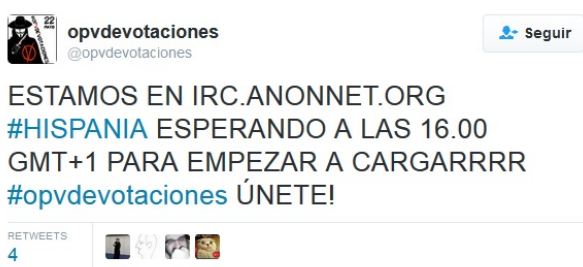 opvdevotaciones
@opvdevotaciones
Seguir
ESTAMOS EN IRC.ANONNET.ORG
#HISPANIA ESPERANDO A LAS 16.00
GMT+1 PARA EMPEZAR A CARGARRRR
#opvdevotaciones ÚNETE!
RETWEETS
4